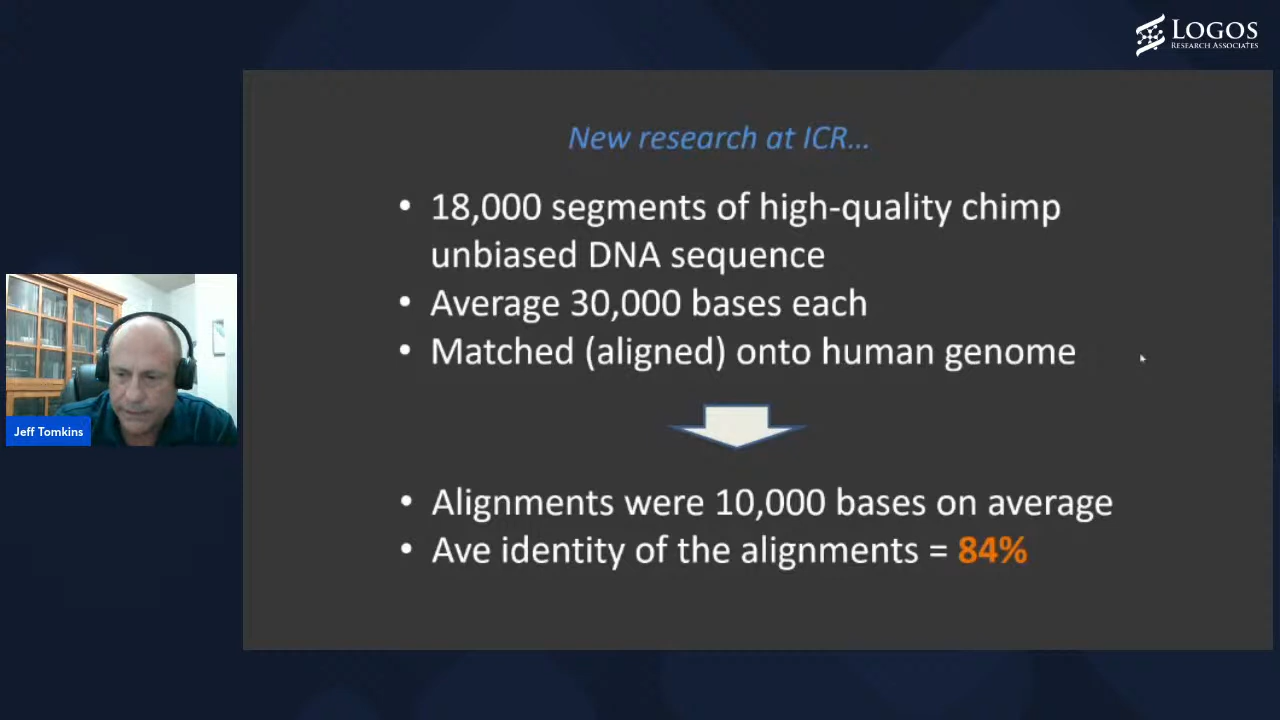 LOGOS
RESEARCH ASSOCIATES
New research at ICR…
• 18,000 segments of high-quality chimp
unbiased DNA sequence
• Average 30,000 bases each
• Matched (aligned) onto human genome
Jeff Tomkins
• Alignments were 10,000 bases on average
• Ave identity of the alignments = 84%